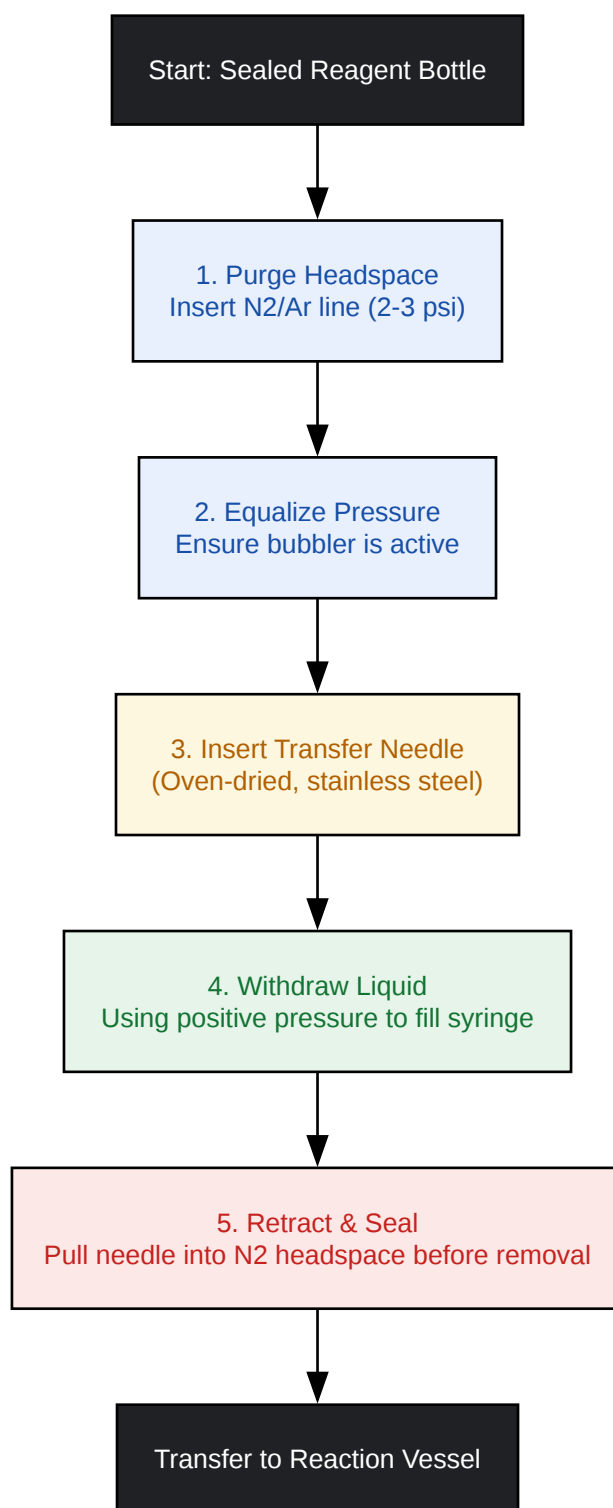 Start: Sealed Reagent Bottle
1. Purge Headspace
Insert N2/Ar line (2-3 psi)
2. Equalize Pressure
Ensure bubbler is active
3. Insert Transfer Needle
(Oven-dried, stainless steel)
4. Withdraw Liquid
Using positive pressure to fill syringe
5. Retract & Seal
Pull needle into N2 headspace before removal
Transfer to Reaction Vessel